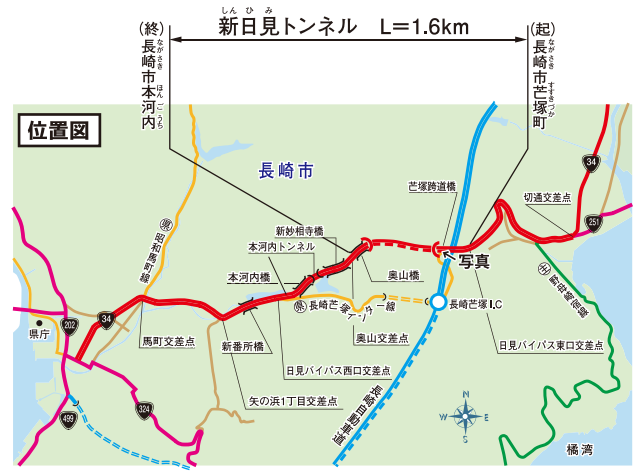 しん ひ み
新日見トンネル L=1.6km
(終)
ながさき ほんごうち
長崎市本河内
(起)
ながさき すすきづか
長崎市芒塚町
位置図
長崎市
34
切通交差点
251
芒塚跨道橋
新妙相寺橋
本河内トンネル
本河内橋
奥山橋
写真
県
昭和馬町線
主
野母崎宿線
県
長崎芒塚インター線
長崎芒塚I.C
県庁
202
34
馬町交差点
新番所橋
奥山交差点
日見バイパス東口交差点
日見バイパス西口交差点
矢の浜1丁目交差点
長崎自動車道
324
499
N
W
E
S
橘湾